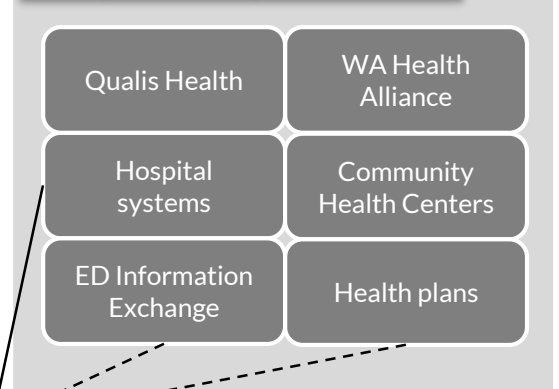 Qualis Health
WA Health
Alliance
Hospital
systems
Community
Health Centers
ED Information
Exchange
Health plans